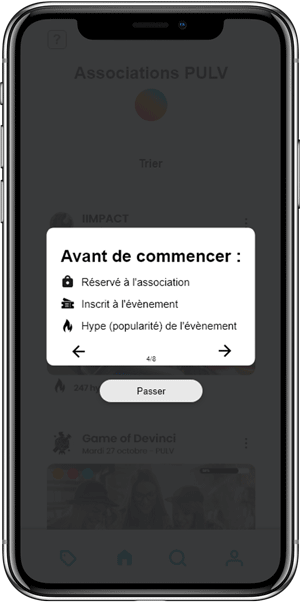 ?
Associations PULV
Trier
IIMPACT
Avant de commencer :
Réservé à l'association
Inscrit à l'évènement
Hype (popularité) de l'évènement
4/8
247 hy
Passer
Game of Devinci
Mardi 27 octobre - PULV